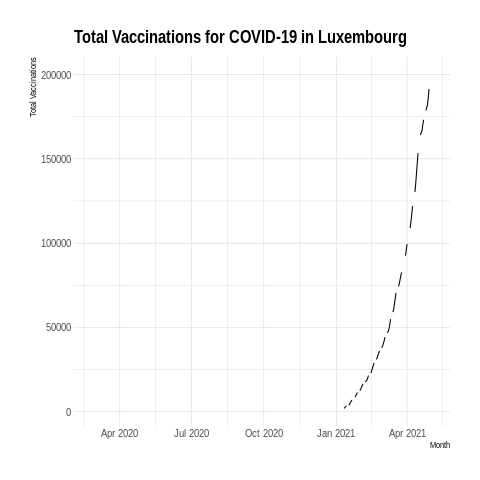 Total Vaccinations for COVID-19 in Luxembourg
Total Vaccinations
200000
150000
100000
50000
0
Apr 2020 Jul 2020 Oct 2020 Jan 2021 Apr 2021
Month